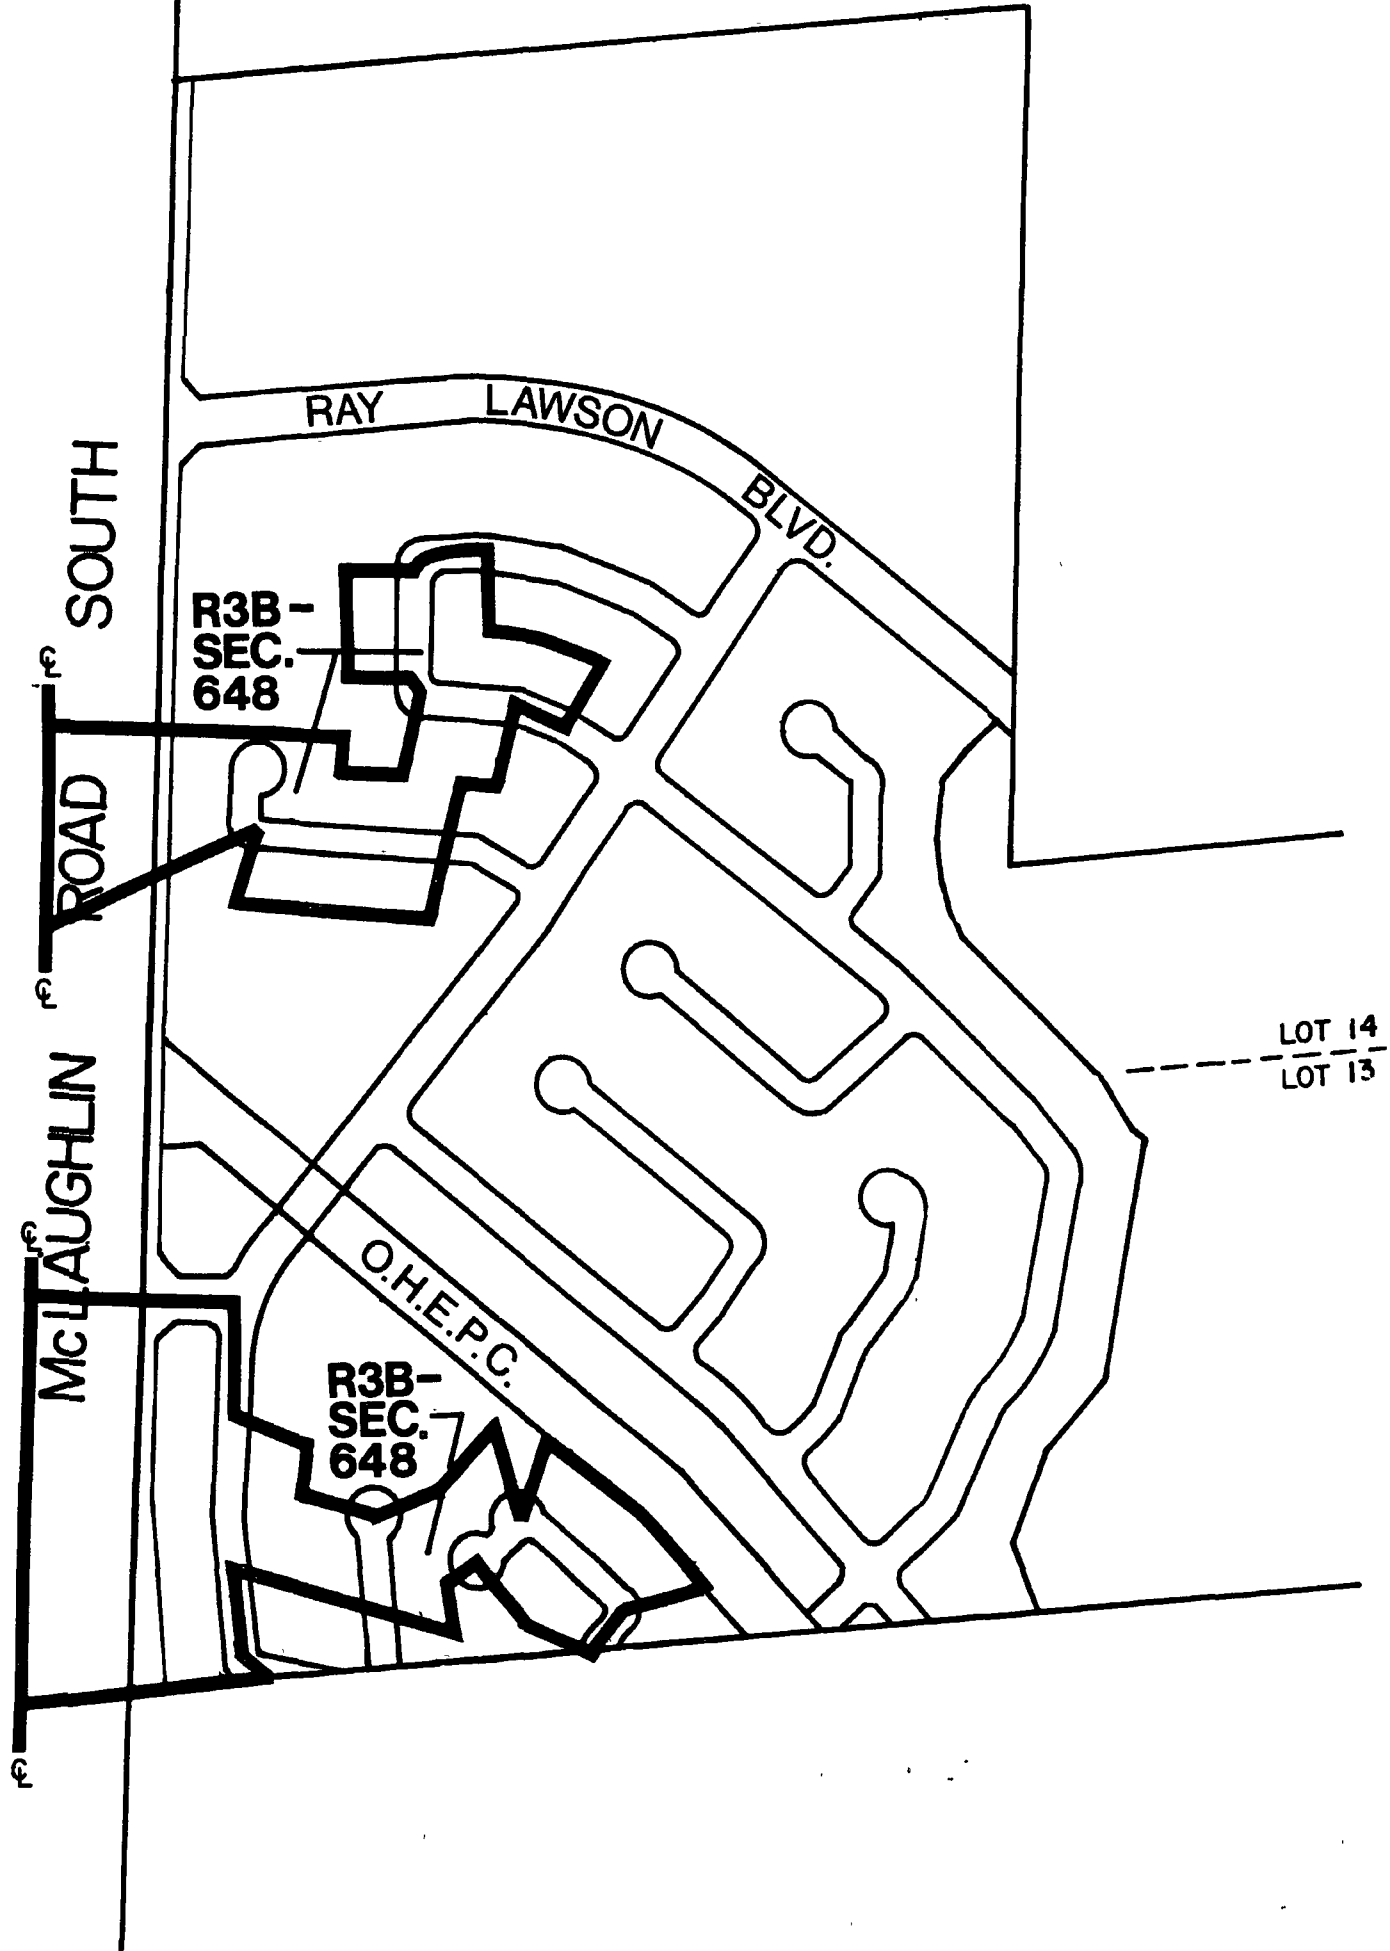 RAY LAWSON BLVD.
R3B-
SEC.
648
McLAUGHLIN ROAD SOUTH
℄
℄
LOT 14
LOT 13
℄
O.H.E.P.C.
R3B-
SEC.
648
℄